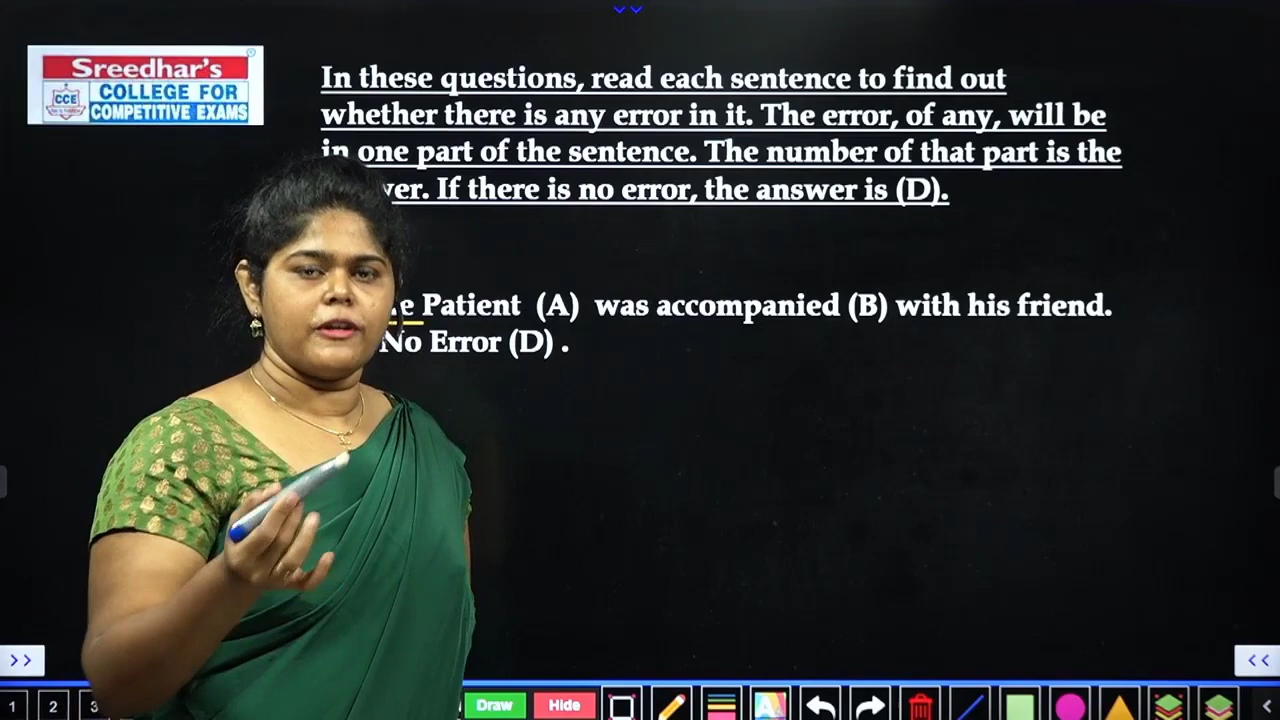 Sreedhar's
CCE
COLLEGE FOR
COMPETITIVE EXAMS
In these questions, read each sentence to find out
whether there is any error in it. The error, of any, will be
in one part of the sentence. The number of that part is the
wer. If there is no error, the answer is (D).
e Patient (A) was accompanied (B) with his friend.
No Error (D) .
>>
<<
1
2
3
Draw
Hide